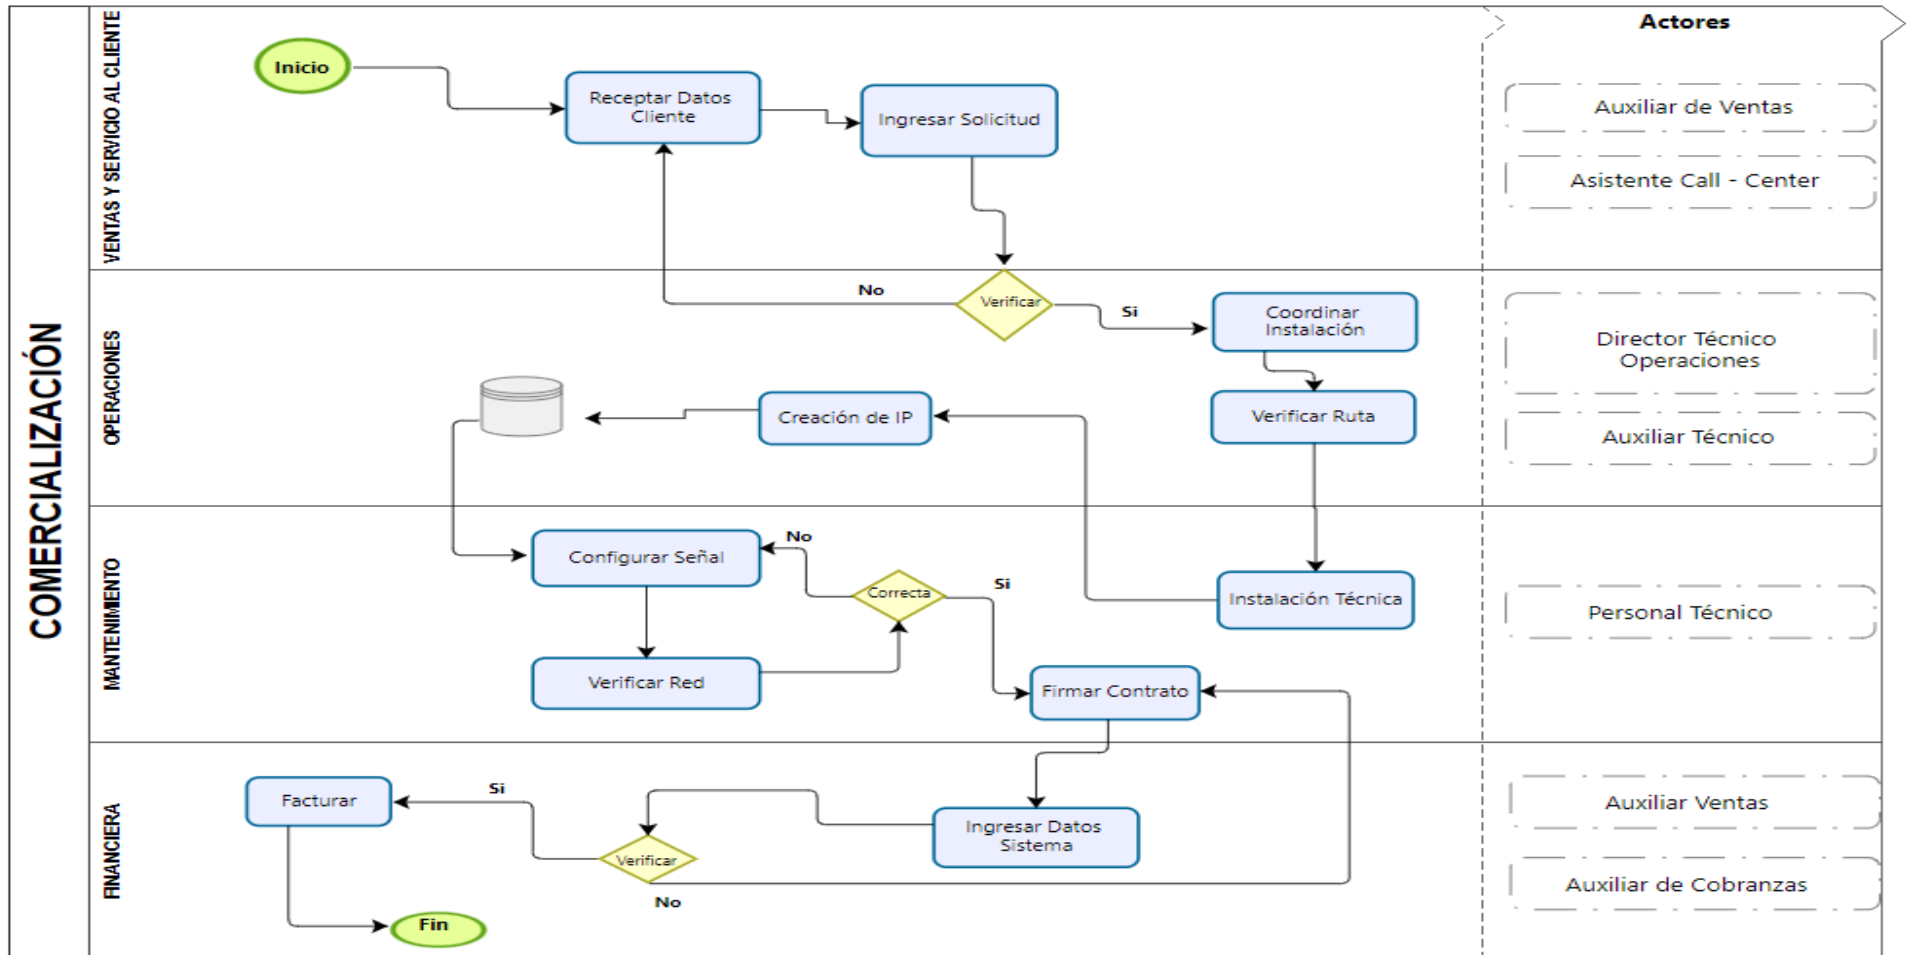 COMERCIALIZACIÓN
VENTAS Y SERVICIO AL CLIENTE
Inicio
Receptar Datos
Cliente
Ingresar Solicitud
Actores
Auxiliar de Ventas
Asistente Call - Center
OPERACIONES
No
Verificar
Si
Coordinar
Instalación
Creación de IP
Verificar Ruta
Director Técnico
Operaciones
Auxiliar Técnico
MANTENIMIENTO
Configurar Señal
No
Correcta
Si
Instalación Técnica
Verificar Red
Firmar Contrato
Personal Técnico
FINANCIERA
Facturar
Si
Verificar
No
Ingresar Datos
Sistema
Fin
Auxiliar Ventas
Auxiliar de Cobranzas